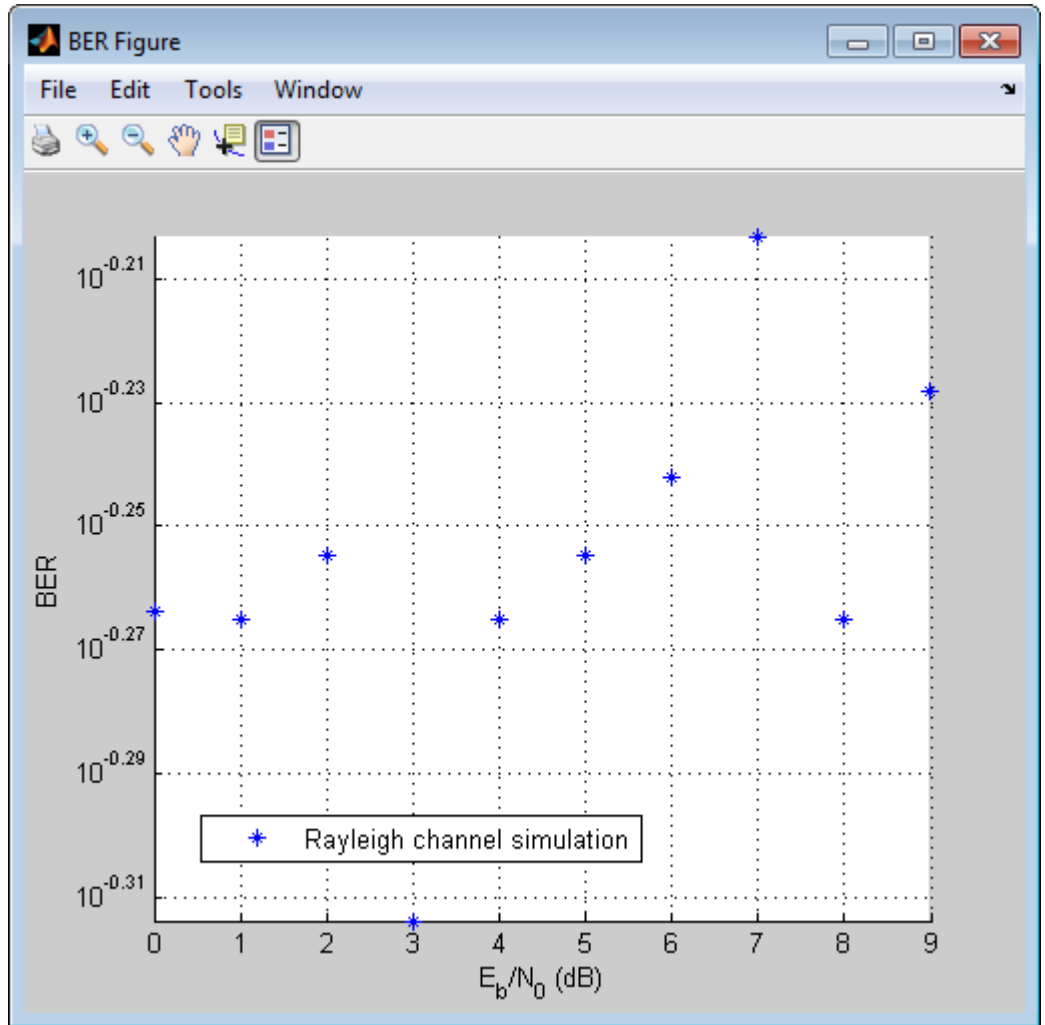 BER Figure
File Edit Tools Window
10^-0.21
10^-0.23
10^-0.25
10^-0.27
10^-0.29
10^-0.31
BER
Rayleigh channel simulation
0 1 2 3 4 5 6 7 8 9
E_b/N_0 (dB)